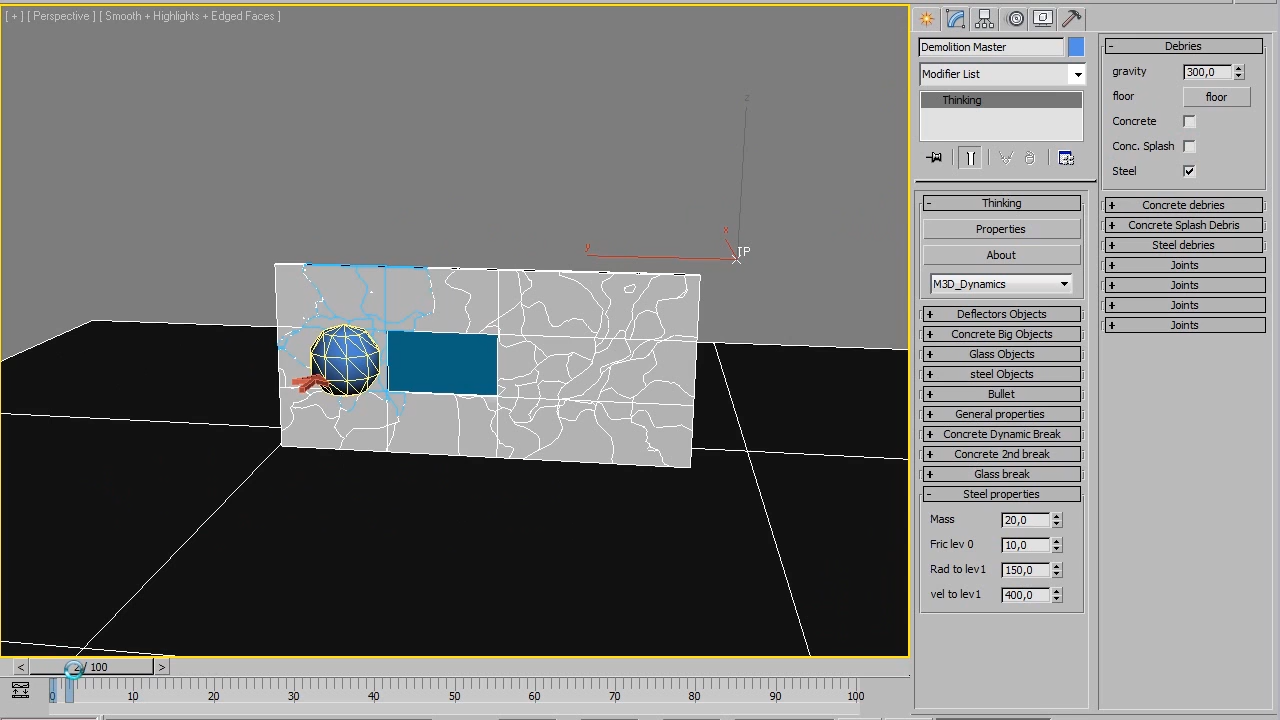 [ + ] [ Perspective ] [ Smooth + Highlights + Edged Faces ]
z
x
y
TP
2 / 100
<
>
0 10 20 30 40 50 60 70 80 90 100
Demolition Master
Modifier List
Thinking
- Thinking
Properties
About
M3D_Dynamics
+ Deflectors Objects
+ Concrete Big Objects
+ Glass Objects
+ steel Objects
+ Bullet
+ General properties
+ Concrete Dynamic Break
+ Concrete 2nd break
+ Glass break
- Steel properties
Mass 20,0
Fric lev 0 10,0
Rad to lev1 150,0
vel to lev1 400,0
- Debries
gravity 300,0
floor floor
Concrete
Conc. Splash
Steel
+ Concrete debries
+ Concrete Splash Debris
+ Steel debries
+ Joints
+ Joints
+ Joints
+ Joints